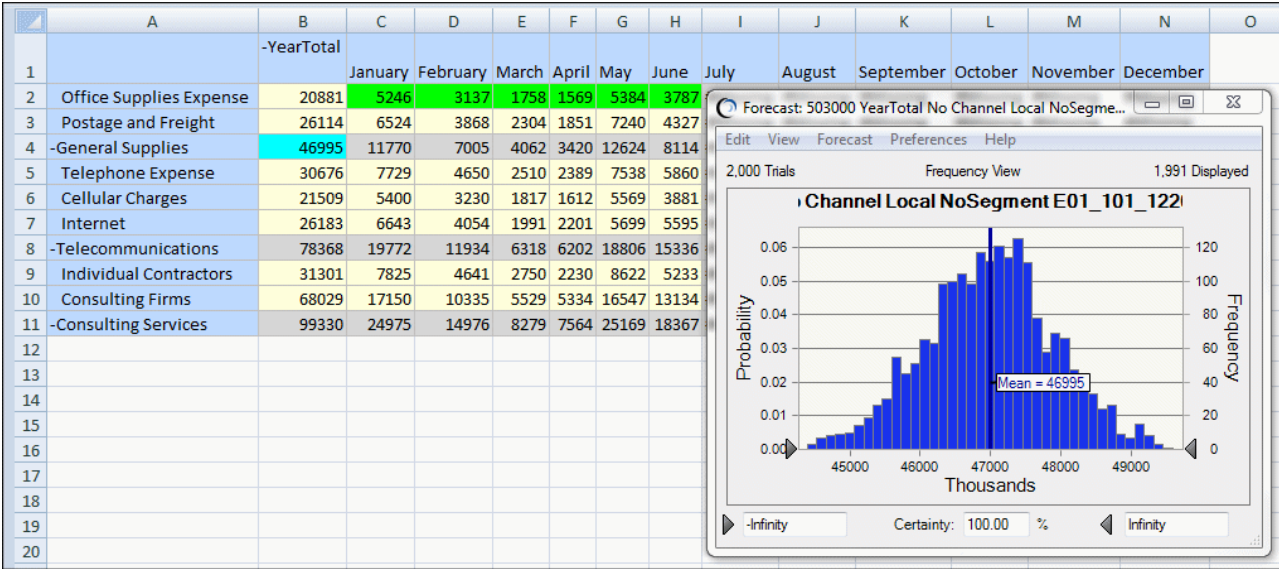 A B C D E F G H I J K L M N O
-YearTotal
1 January February March April May June July August September October November December
2 Office Supplies Expense 20881 5246 3137 1758 1569 5384 3787
3 Postage and Freight 26114 6524 3868 2304 1851 7240 4327
4 -General Supplies 46995 11770 7005 4062 3420 12624 8114
5 Telephone Expense 30676 7729 4650 2510 2389 7538 5860
6 Cellular Charges 21509 5400 3230 1817 1612 5569 3881
7 Internet 26183 6643 4054 1991 2201 5699 5595
8 -Telecommunications 78368 19772 11934 6318 6202 18806 15336
9 Individual Contractors 31301 7825 4641 2750 2230 8622 5233
10 Consulting Firms 68029 17150 10335 5529 5334 16547 13134
11 -Consulting Services 99330 24975 14976 8279 7564 25169 18367
12
13
14
15
16
17
18
19
20
Forecast: 503000 YearTotal No Channel Local NoSegme...
Edit View Forecast Preferences Help
2,000 Trials Frequency View 1,991 Displayed
Channel Local NoSegment E01_101_122
0.06 120
0.05 100
0.04 80
0.03 60
0.02 40
0.01 20
0.00 0
Probability
Frequency
Mean = 46995
45000 46000 47000 48000 49000
Thousands
-Infinity Certainty: 100.00 % Infinity